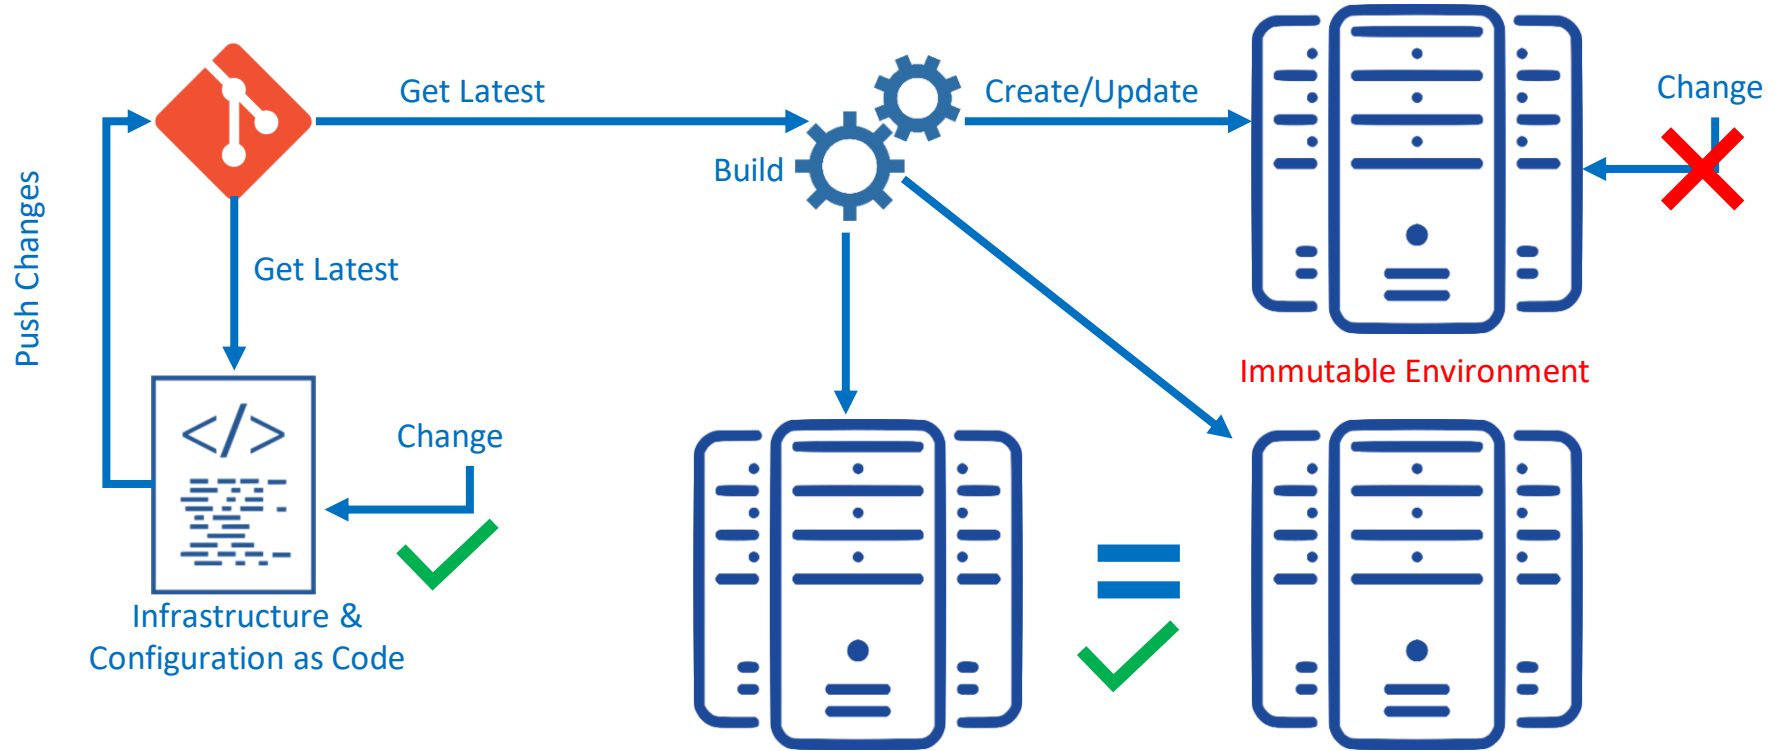 Get Latest
Create/Update
Change
Build
Push Changes
Get Latest
Immutable Environment
</>
Change
Infrastructure &
Configuration as Code